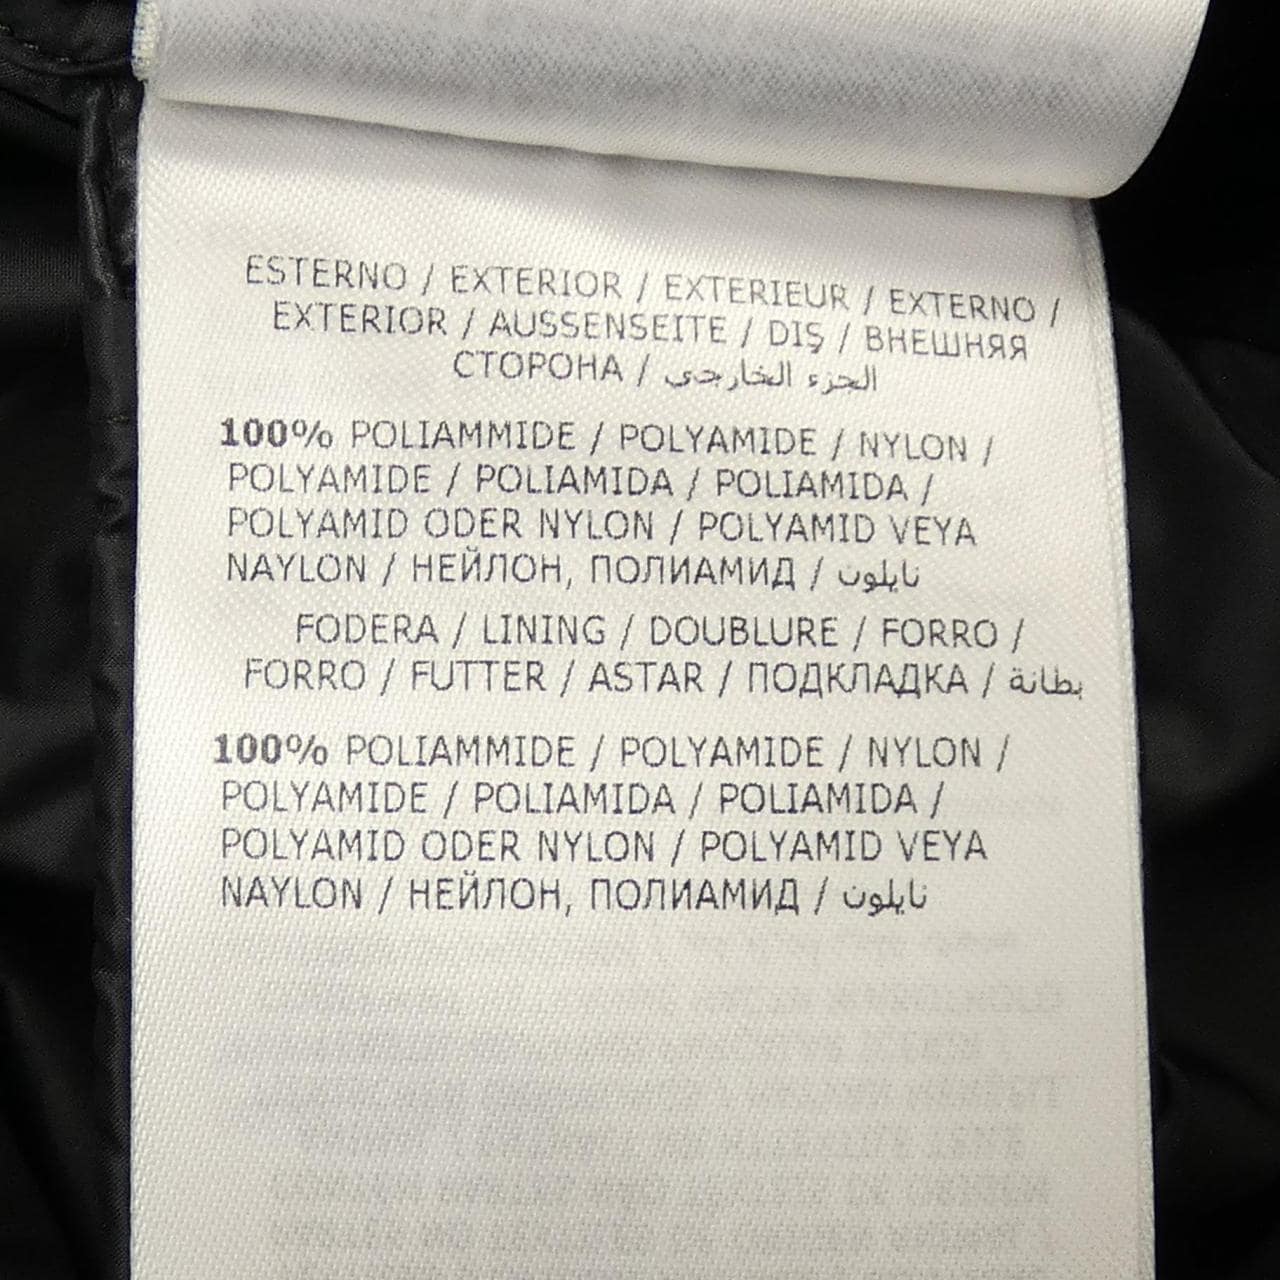 ESTERNO / EXTERIOR / EXTERIEUR / EXTERNO /
EXTERIOR / AUSSENSEITE / DIŞ / ВНЕШНЯЯ
СТОРОНА / الجزء الخارجي
100% POLIAMMIDE / POLYAMIDE / NYLON /
POLYAMIDE / POLIAMIDA / POLIAMIDA /
POLYAMID ODER NYLON / POLYAMID VEYA
NAYLON / НЕЙЛОН, ПОЛИАМИД / نايلون
FODERA / LINING / DOUBLURE / FORRO /
FORRO / FUTTER / ASTAR / ПОДКЛАДКА / بطانة
100% POLIAMMIDE / POLYAMIDE / NYLON /
POLYAMIDE / POLIAMIDA / POLIAMIDA /
POLYAMID ODER NYLON / POLYAMID VEYA
NAYLON / НЕЙЛОН, ПОЛИАМИД / نايلون